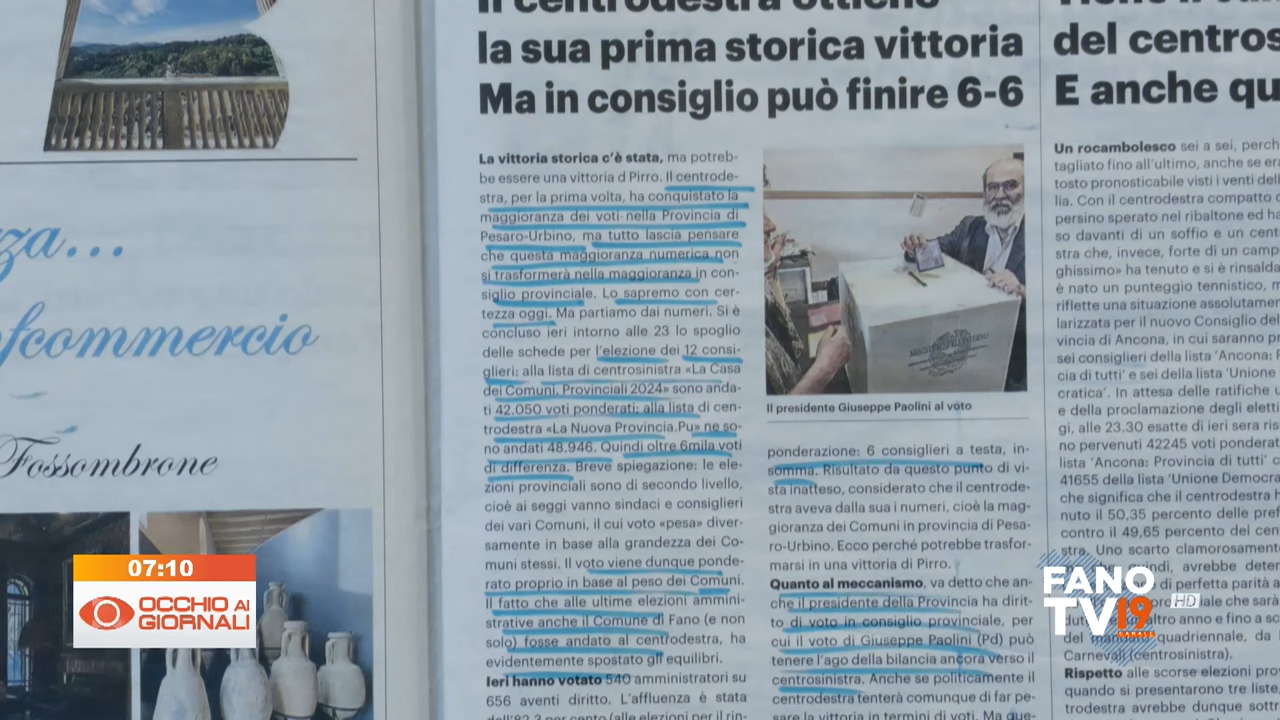 la sua prima storica vittoria
Ma in consiglio può finire 6-6
La vittoria storica c'è stata, ma potreb-
be essere una vittoria d Pirro. Il centrode-
stra, per la prima volta, ha conquistato la
maggioranza dei voti nella Provincia di
Pesaro-Urbino, ma tutto lascia pensare
che questa maggioranza numerica non
si trasformerà nella maggioranza in con-
siglio provinciale. Lo sapremo con cer-
tezza oggi. Ma partiamo dai numeri. Si è
concluso ieri intorno alle 23 lo spoglio
delle schede per l'elezione dei 12 consi-
glieri: alla lista di centrosinistra «La Casa
dei Comuni, Provinciali 2024» sono anda-
ti 42.050 voti ponderati; alla lista di cen-
trodestra «La Nuova Provincia.Pu» ne so-
no andati 48.946. Quindi oltre 6mila voti
di differenza. Breve spiegazione: le ele-
zioni provinciali sono di secondo livello,
cioè ai seggi vanno sindaci e consiglieri
dei vari Comuni, il cui voto «pesa» diver-
samente in base alla grandezza dei Co-
muni stessi. Il voto viene dunque ponde-
rato proprio in base al peso dei Comuni.
Il fatto che alle ultime elezioni ammini-
strative anche il Comune di Fano (e non
solo) fosse andato al centrodestra, ha
evidentemente spostato gli equilibri.
Ieri hanno votato 540 amministratori su
656 aventi diritto. L'affluenza è stata
Il presidente Giuseppe Paolini al voto
ponderazione: 6 consiglieri a testa, in-
somma. Risultato da questo punto di vi-
sta inatteso, considerato che il centrode-
stra aveva dalla sua i numeri, cioè la mag-
gioranza dei Comuni in provincia di Pesa-
ro-Urbino. Ecco perché potrebbe trasfor-
marsi in una vittoria di Pirro.
Quanto al meccanismo, va detto che an-
che il presidente della Provincia ha dirit-
to di voto in consiglio provinciale, per
cui il voto di Giuseppe Paolini (Pd) può
tenere l'ago della bilancia ancora verso il
centrosinistra. Anche se politicamente il
centrodestra tenterà comunque di far pe-
sare la vittoria in termini di voti. Ma que-
del centros
E anche qu
Un rocambolesco sei a sei, perch
tagliato fino all'ultimo, anche se era
tosto pronosticabile visti i venti dell
lia. Con il centrodestra compatto
persino sperato nel ribaltone ed ha
so davanti di un soffio e un cent
stra che, invece, forte di un camp
ghissimo» ha tenuto e si è rinsalda
è nato un punteggio tennistico, m
riflette una situazione assolutamen
larizzata per il nuovo Consiglio del
vincia di Ancona, in cui saranno pr
sei consiglieri della lista 'Ancona: P
cia di tutti' e sei della lista 'Unione
cratica'. In attesa delle ratifiche
e della proclamazione degli eletti
gi, alle 23.30 esatte di ieri sera ris
no pervenuti 42245 voti ponderat
lista 'Ancona: Provincia di tutti' c
41655 della lista 'Unione Democra
che significa che il centrodestra h
nuto il 50,35 percento delle pref
contro il 49,65 percento del cen
stra. Uno scarto clamorosament
ndi, avrebbe deter
di perfetta parità a
iale che sarà
altro anno e fino a sc
del mandato quadriennale, da
Carnevali (centrosinistra).
Rispetto alle scorse elezioni pro
quando si presentarono tre liste,
trodestra avrebbe dunque sott
za...
nfcommercio
Fossombrone
07:10
OCCHIO AI
GIORNALI
FANO
TV 19
HD